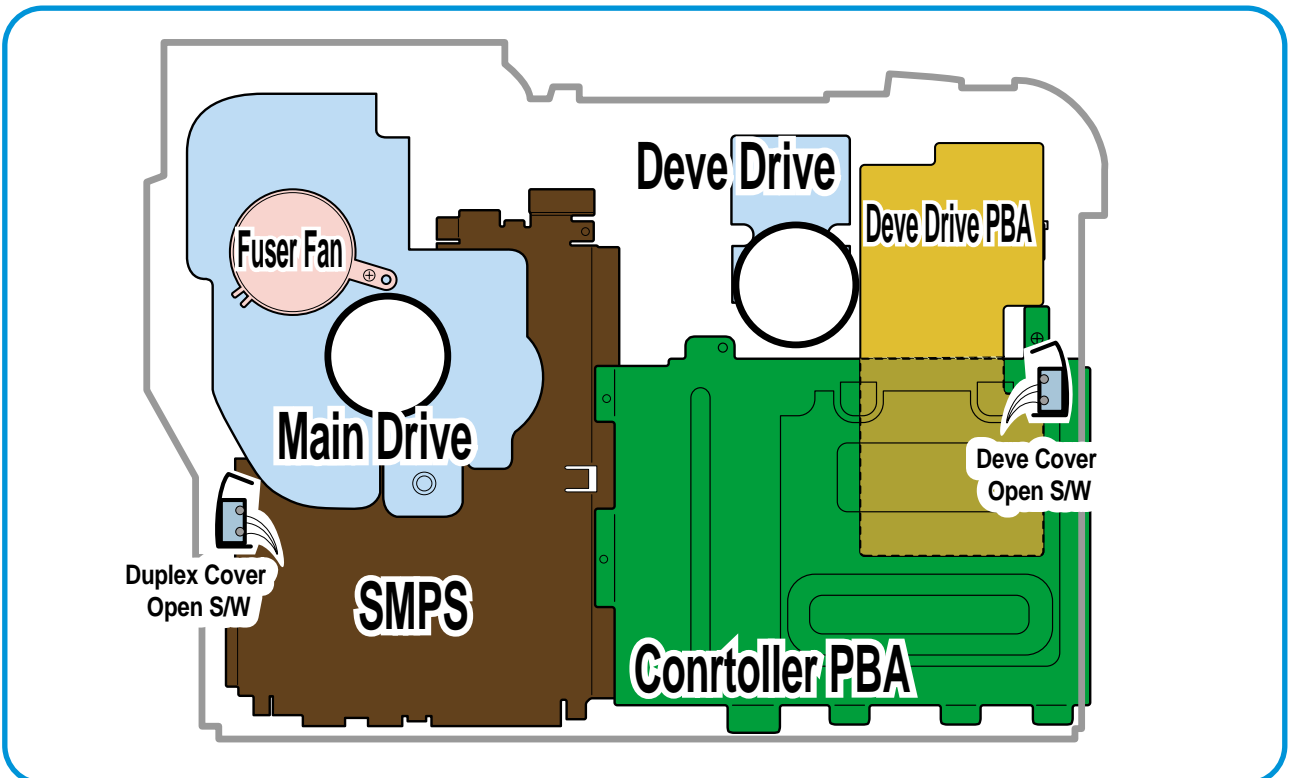 Deve Drive
Deve Drive PBA
Fuser Fan
Main Drive
Deve Cover
Open S/W
Duplex Cover
Open S/W
SMPS
Conrtoller PBA